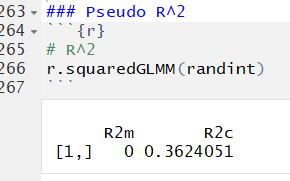 263 ### Pseudo R^2
264 ```{r}
265 # R^2
266 r.squaredGLMM(randint)
267 ```
R2m R2c
[1,] 0 0.3624051